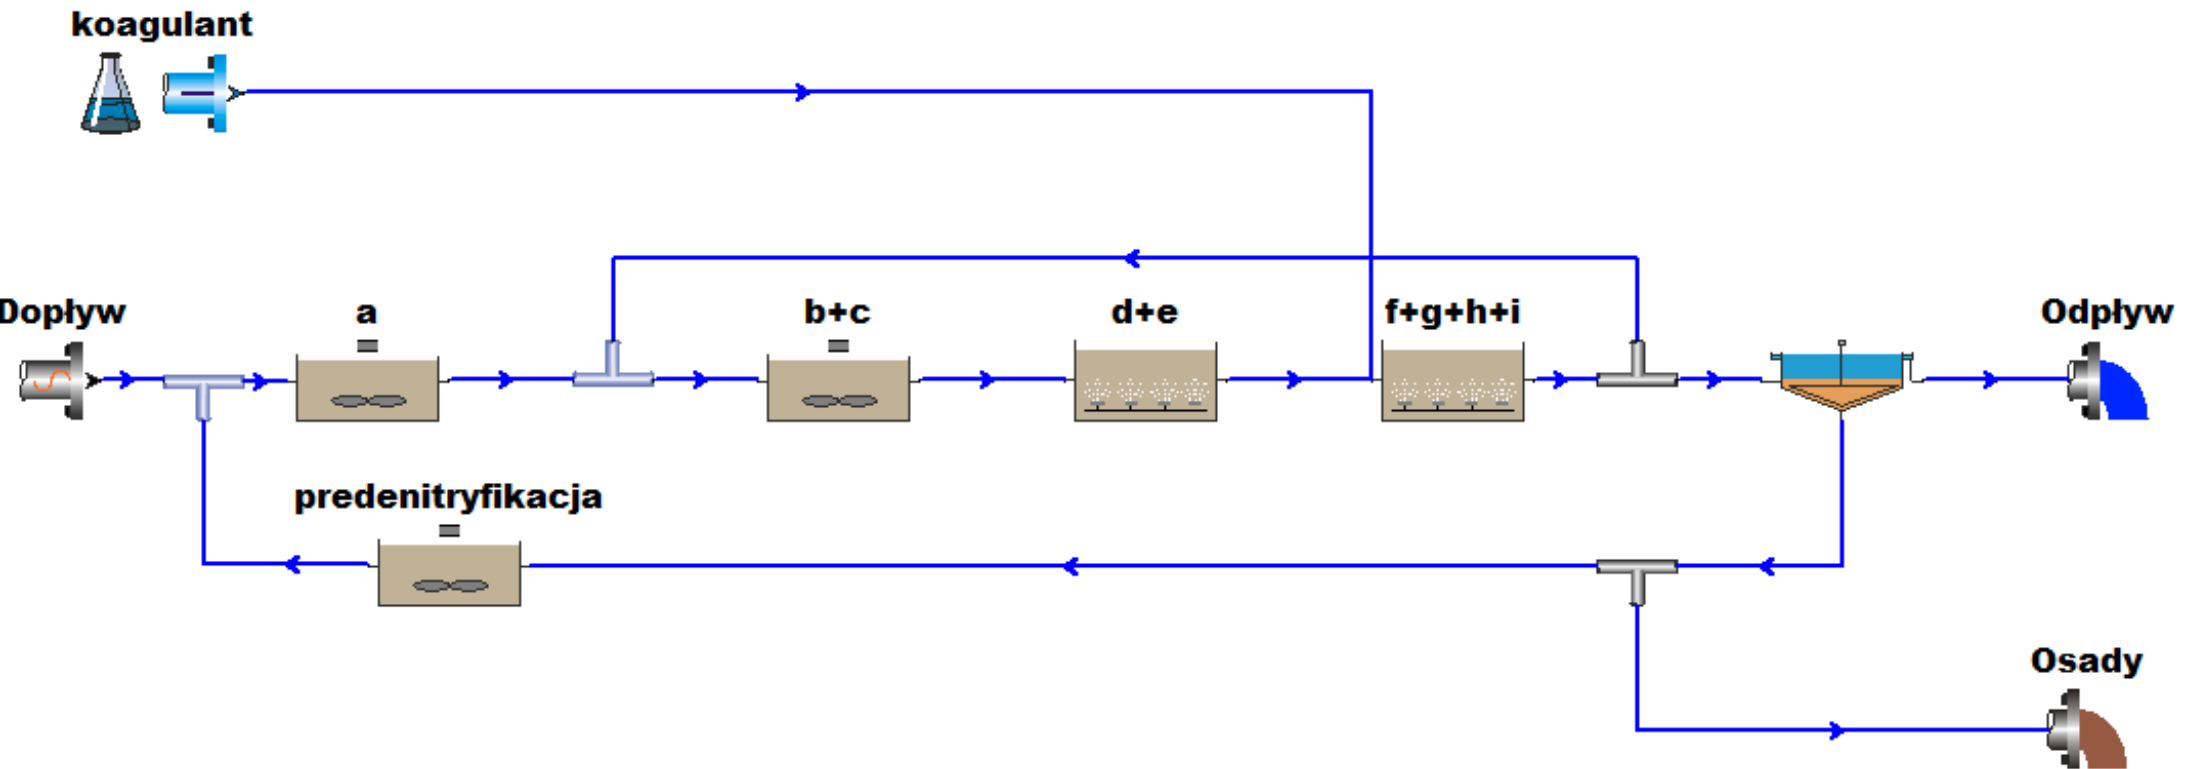 koagulant
Dopływ
a
b+c
d+e
f+g+h+i
Odpływ
predenitryfikacja
Osady